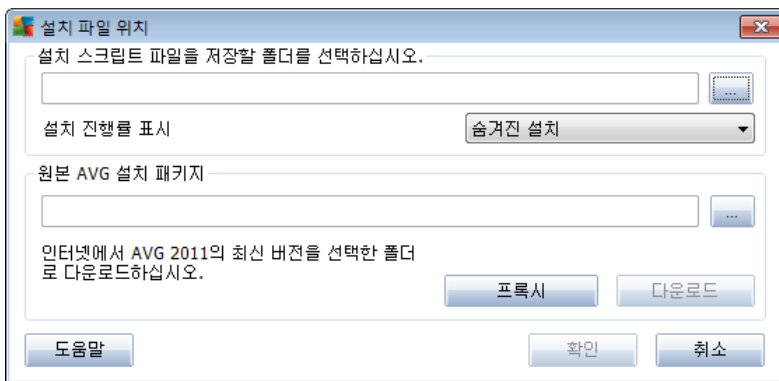 설치 파일 위치
설치 스크립트 파일을 저장할 폴더를 선택하십시오.
...
설치 진행률 표시
숨겨진 설치
원본 AVG 설치 패키지
...
인터넷에서 AVG 2011의 최신 버전을 선택한 폴더
로 다운로드하십시오.
프록시
다운로드
도움말
확인
취소